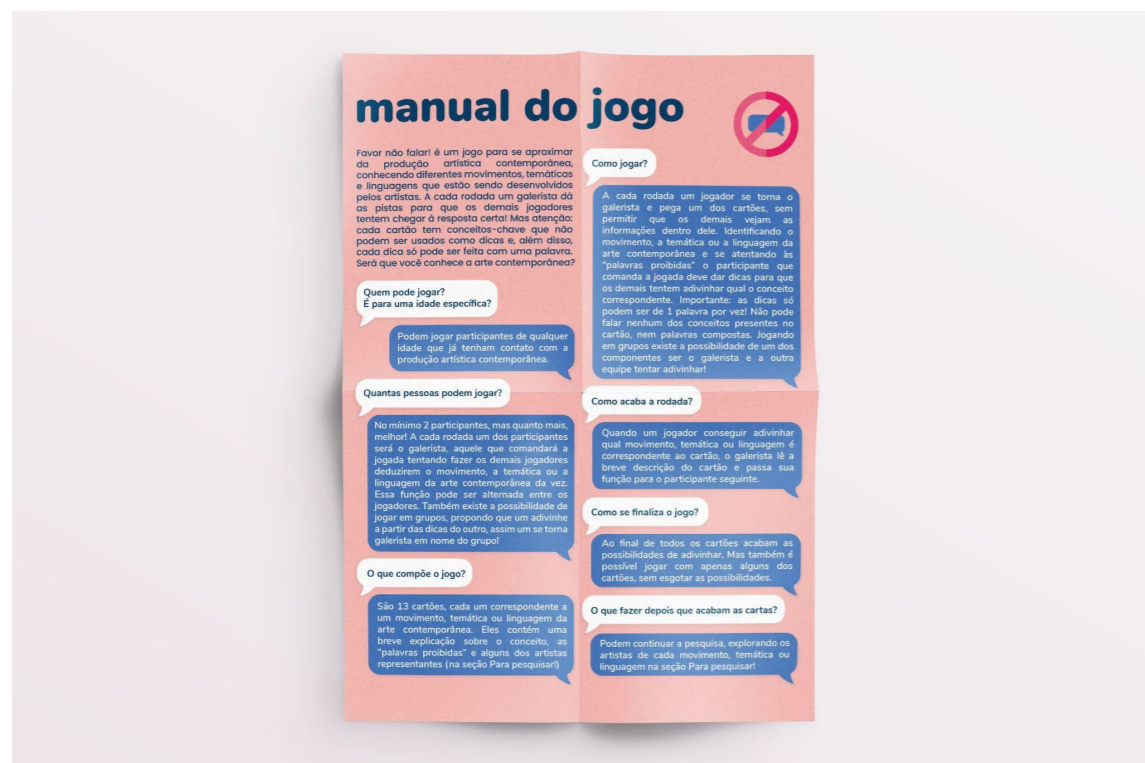 manual do jogo
Favor não falar! é um jogo para se aproximar
da produção artística contemporânea,
conhecendo diferentes movimentos, temáticas
e linguagens que estão sendo desenvolvidos
pelos artistas. A cada rodada um galerista dá
as pistas para que os demais jogadores
tentem chegar à resposta certa! Mas atenção:
cada cartão tem conceitos-chave que não
podem ser usados como dicas e, além disso,
cada dica só pode ser feita com uma palavra.
Será que você conhece a arte contemporânea?
Quem pode jogar?
É para uma idade específica?
Podem jogar participantes de qualquer
idade que já tenham contato com a
produção artística contemporânea.
Quantas pessoas podem jogar?
No mínimo 2 participantes, mas quanto mais,
melhor! A cada rodada um dos participantes
será o galerista, aquele que comandará a
jogada tentando fazer os demais jogadores
deduzirem o movimento, a temática ou a
linguagem da arte contemporânea da vez.
Essa função pode ser alternada entre os
jogadores. Também existe a possibilidade de
jogar em grupos, propondo que um adivinhe
a partir das dicas do outro, assim um se torna
galerista em nome do grupo!
O que compõe o jogo?
São 13 cartões, cada um correspondente a
um movimento, temática ou linguagem da
arte contemporânea. Eles contém uma
breve explicação sobre o conceito, as
"palavras proibidas" e alguns dos artistas
representantes (na seção Para pesquisar!)
Como jogar?
A cada rodada um jogador se torna o
galerista e pega um dos cartões, sem
permitir que os demais vejam as
informações dentro dele. Identificando o
movimento, a temática ou a linguagem da
arte contemporânea e se atentando às
"palavras proibidas" o participante que
comanda a jogada deve dar dicas para que
os demais tentem adivinhar qual o conceito
correspondente. Importante: as dicas só
podem ser de 1 palavra por vez! Não pode
falar nenhum dos conceitos presentes no
cartão, nem palavras compostas. Jogando
em grupos existe a possibilidade de um dos
componentes ser o galerista e a outra
equipe tentar adivinhar!
Como acaba a rodada?
Quando um jogador conseguir adivinhar
qual movimento, temática ou linguagem é
correspondente ao cartão, o galerista lê a
breve descrição do cartão e passa sua
função para o participante seguinte.
Como se finaliza o jogo?
Ao final de todos os cartões acabam as
possibilidades de adivinhar. Mas também é
possível jogar com apenas alguns dos
cartões, sem esgotar as possibilidades.
O que fazer depois que acabam as cartas?
Podem continuar a pesquisa, explorando os
artistas de cada movimento, temática ou
linguagem na seção Para pesquisar!